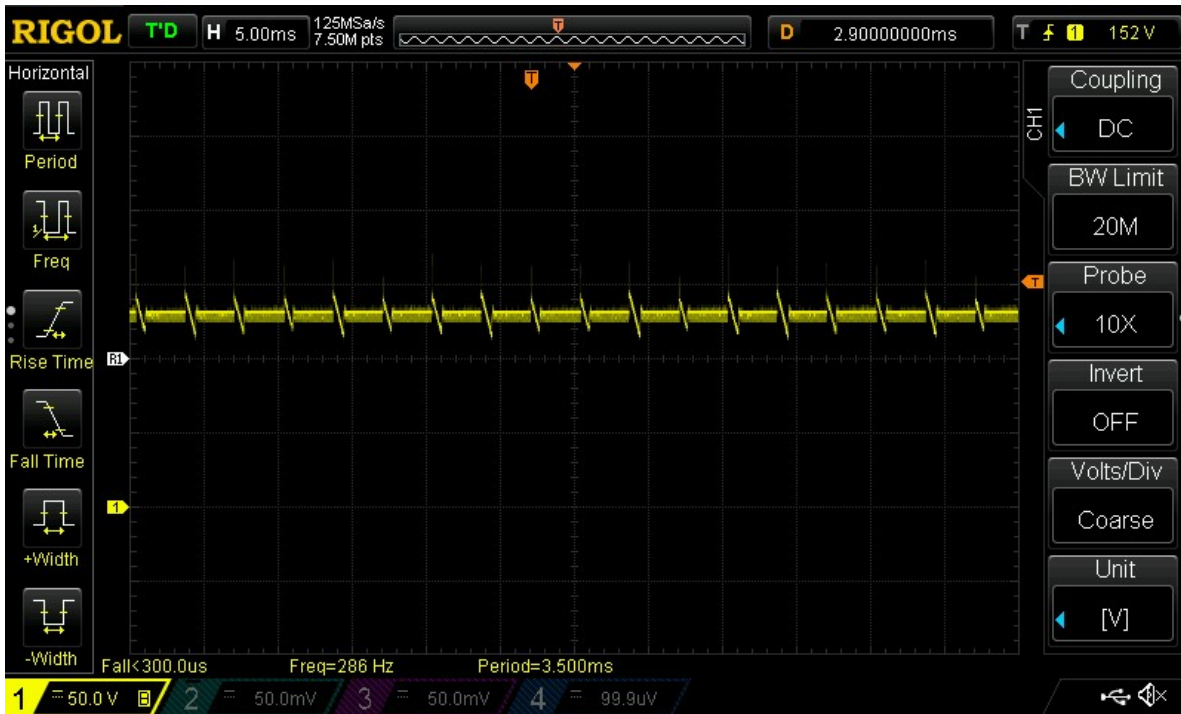 RIGOL T'D H 5.00ms 125MSa/s 7.50M pts T D 2.90000000ms T 1 152 V
Horizontal
Period
Freq
Rise Time
Fall Time
+Width
-Width
T
T
R1
1
Fall<300.0us Freq=286 Hz Period=3.500ms
CH1
Coupling
DC
BW Limit
20M
Probe
10X
Invert
OFF
Volts/Div
Coarse
Unit
[V]
1 50.0 V B 2 50.0mV 3 50.0mV 4 99.9uV